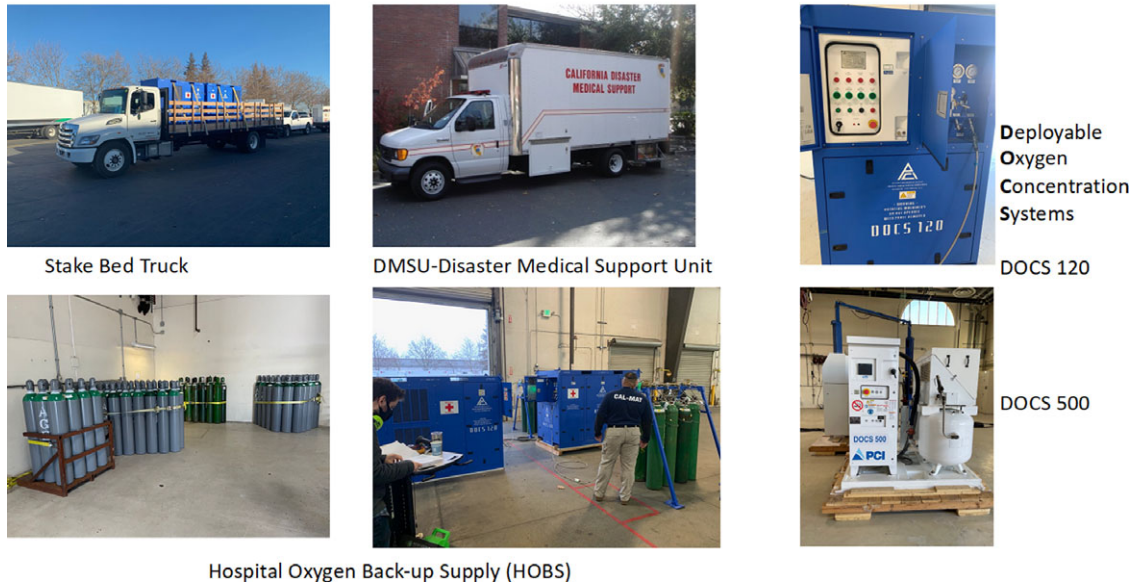 CALIFORNIA DISASTER
MEDICAL SUPPORT
Deployable
Oxygen
Concentration
Systems
DOCS 120
Stake Bed Truck
DMSU-Disaster Medical Support Unit
DOCS 120
CAL-MAT
DOCS 120
DOCS 500
PCI
DOCS 500
Hospital Oxygen Back-up Supply (HOBS)